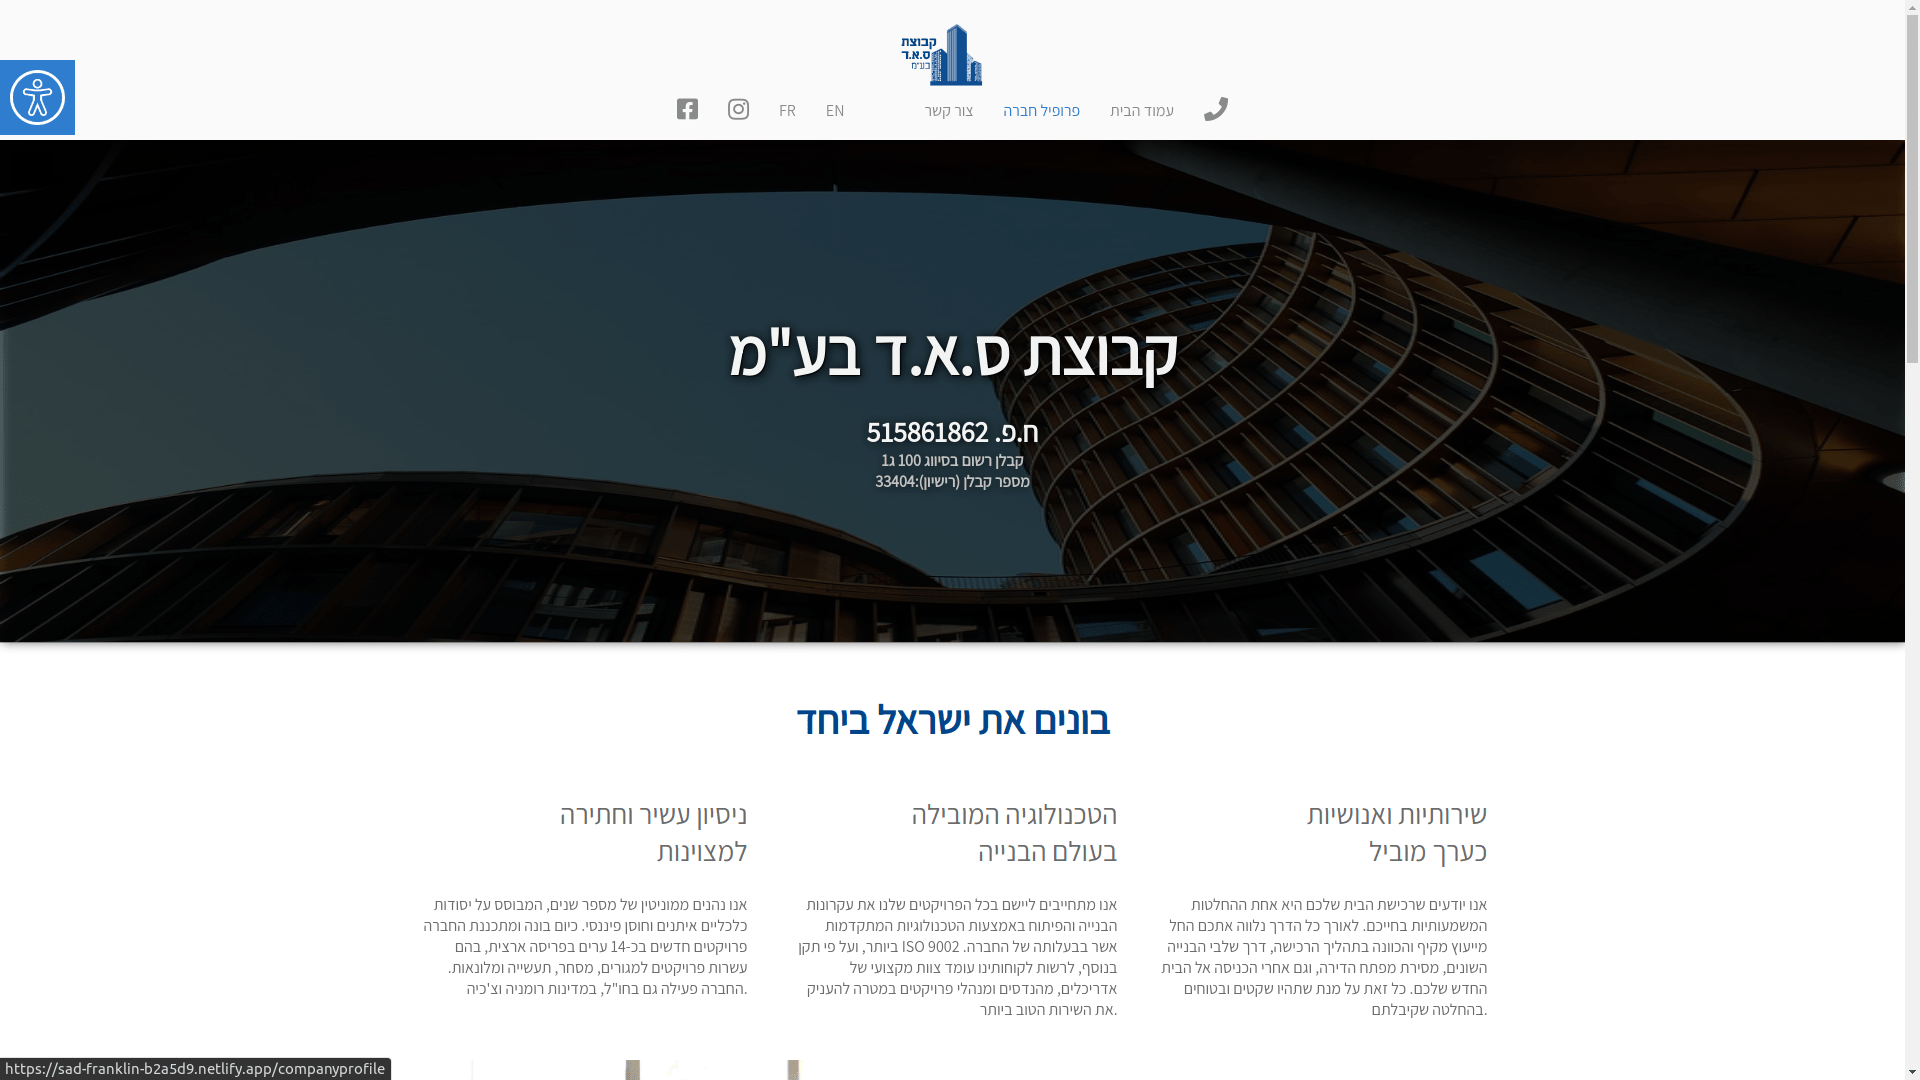 קבוצת
ס.א.ד
בע"מ
עמוד הבית
פרופיל חברה
צור קשר
EN
FR
קבוצת ס.א.ד בע"מ
ח.פ. 515861862
קבלן רשום בסיווג 100 ג1
מספר קבלן (רישיון):33404
בונים את ישראל ביחד
שירותיות ואנושיות
כערך מוביל
אנו יודעים שרכישת הבית שלכם היא אחת ההחלטות
המשמעותיות בחייכם. לאורך כל הדרך נלווה אתכם החל
מייעוץ מקיף והכוונה בתהליך הרכישה, דרך שלבי הבנייה
השונים, מסירת מפתח הדירה, וגם אחרי הכניסה אל הבית
החדש שלכם. כל זאת על מנת שתהיו שקטים ובטוחים
בהחלטה שקיבלתם.
הטכנולוגיה המובילה
בעולם הבנייה
אנו מתחייבים ליישם בכל הפרויקטים שלנו את עקרונות
הבנייה והפיתוח באמצעות הטכנולוגיות המתקדמות
ביותר, ועל פי תקן ISO 9002 אשר בבעלותה של החברה.
בנוסף, לרשות לקוחותינו עומד צוות מקצועי של
אדריכלים, מהנדסים ומנהלי פרויקטים במטרה להעניק
את השירות הטוב ביותר.
ניסיון עשיר וחתירה
למצוינות
אנו נהנים ממוניטין של מספר שנים, המבוסס על יסודות
כלכליים איתנים וחוסן פיננסי. כיום בונה ומתכננת החברה
פרויקטים חדשים בכ-14 ערים בפריסה ארצית, בהם
עשרות פרויקטים למגורים, מסחר, תעשייה ומלונאות.
החברה פעילה גם בחו"ל, במדינות רומניה וצ'כיה.
https://sad-franklin-b2a5d9.netlify.app/companyprofile